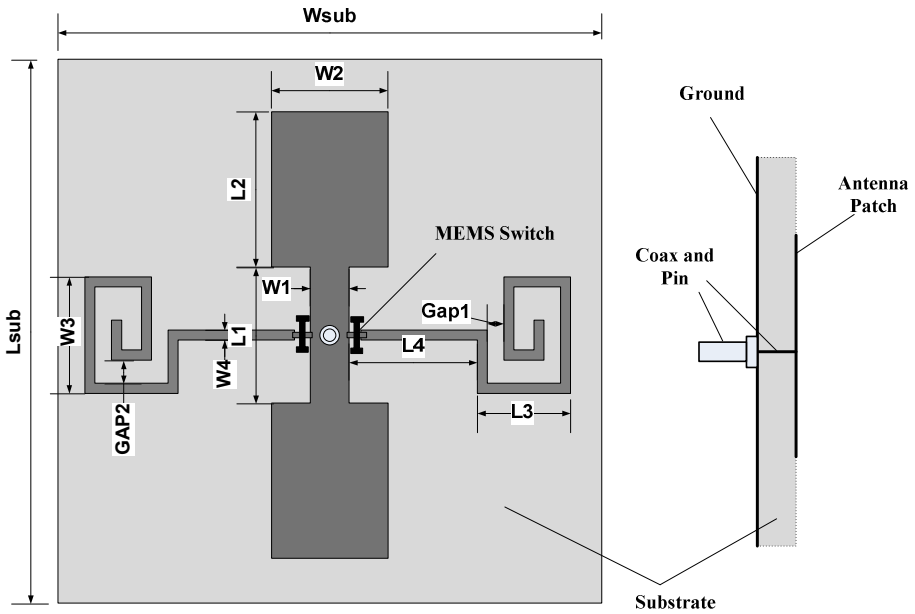 Wsub
W2
Ground
L2
Antenna
Patch
MEMS Switch
Coax and
Pin
W1
Gap1
W3
Lsub
L1
W4
L4
GAP2
L3
Substrate